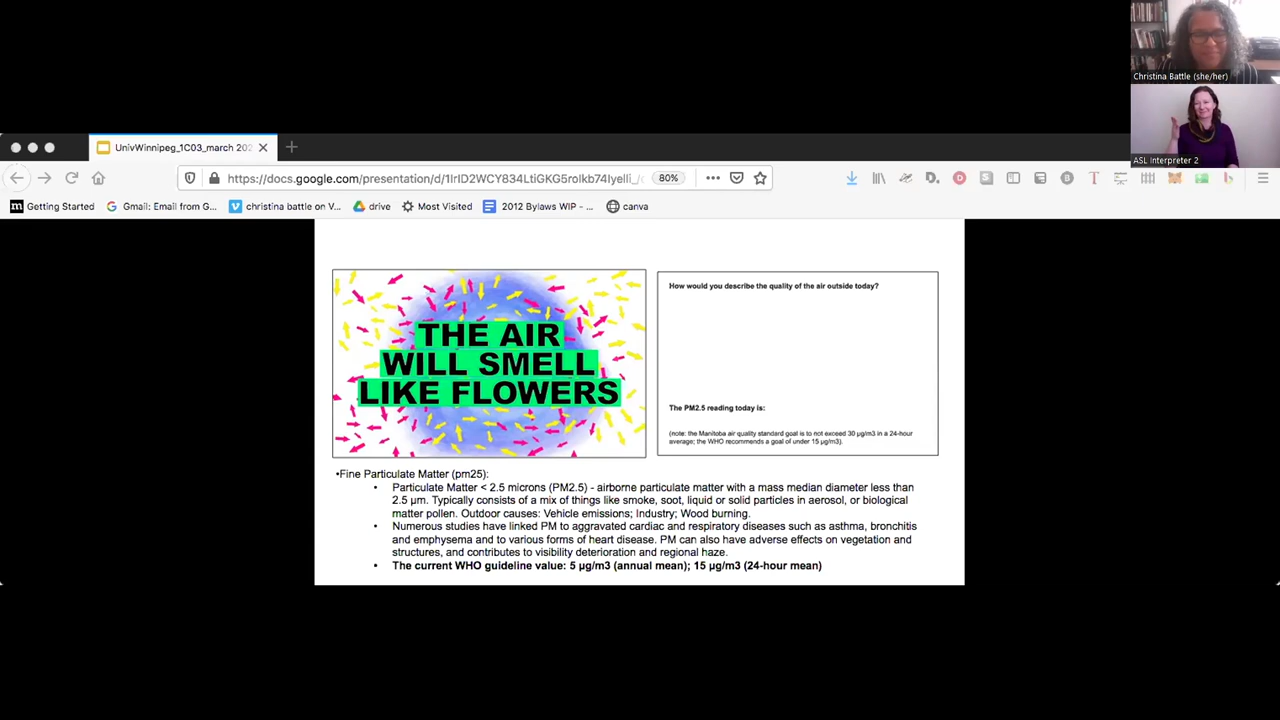 Christina Battle (she/her)
ASL Interpreter 2
UnivWinnipeg_1C03_march 202
https://docs.google.com/presentation/d/1IrID2WCY834LtiGKG5rolkb74Iyelli_/
80%
Getting Started
Gmail: Email from G...
christina battle on V...
drive
Most Visited
2012 Bylaws WIP - ...
canva
THE AIR
WILL SMELL
LIKE FLOWERS
How would you describe the quality of the air outside today?
The PM2.5 reading today is:
(note: the Manitoba air quality standard goal is to not exceed 30 µg/m3 in a 24-hour
average; the WHO recommends a goal of under 15 µg/m3).
•Fine Particulate Matter (pm25):
• Particulate Matter < 2.5 microns (PM2.5) - airborne particulate matter with a mass median diameter less than
2.5 µm. Typically consists of a mix of things like smoke, soot, liquid or solid particles in aerosol, or biological
matter pollen. Outdoor causes: Vehicle emissions; Industry; Wood burning.
• Numerous studies have linked PM to aggravated cardiac and respiratory diseases such as asthma, bronchitis
and emphysema and to various forms of heart disease. PM can also have adverse effects on vegetation and
structures, and contributes to visibility deterioration and regional haze.
• The current WHO guideline value: 5 µg/m3 (annual mean); 15 µg/m3 (24-hour mean)